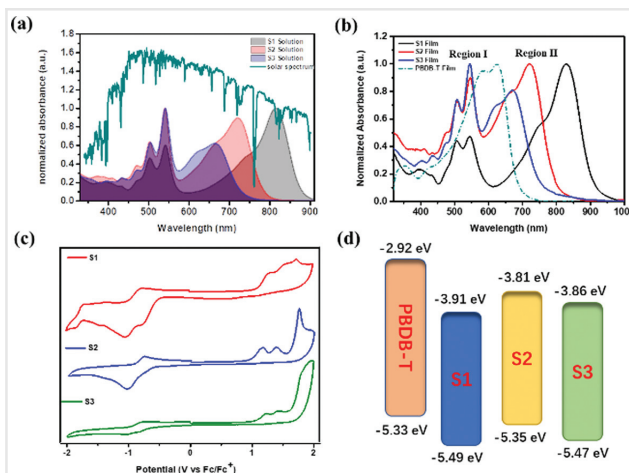 (a)
S1 Solution
S2 Solution
S3 Solution
solar spectrum
1.8
1.6
1.4
1.2
1.0
0.8
0.6
0.4
0.2
0.0
normalized absorbance (a.u.)
400 500 600 700 800 900
Wavelength (nm)
(b)
S1 Film
S2 Film
S3 Film
PBDB T Film
Region I
Region II
1.0
0.8
0.6
0.4
0.2
0.0
normalized absorbance (a.u.)
400 500 600 700 800 900 1000
Wavelength (nm)
(c)
S1
S2
S3
-2 -1 0 1 2
Potential (V vs Fc/Fc+)
(d)
-2.92 eV
-3.91 eV
-3.81 eV
-3.86 eV
PBDB-T
S1
S2
S3
-5.33 eV
-5.49 eV
-5.35 eV
-5.47 eV